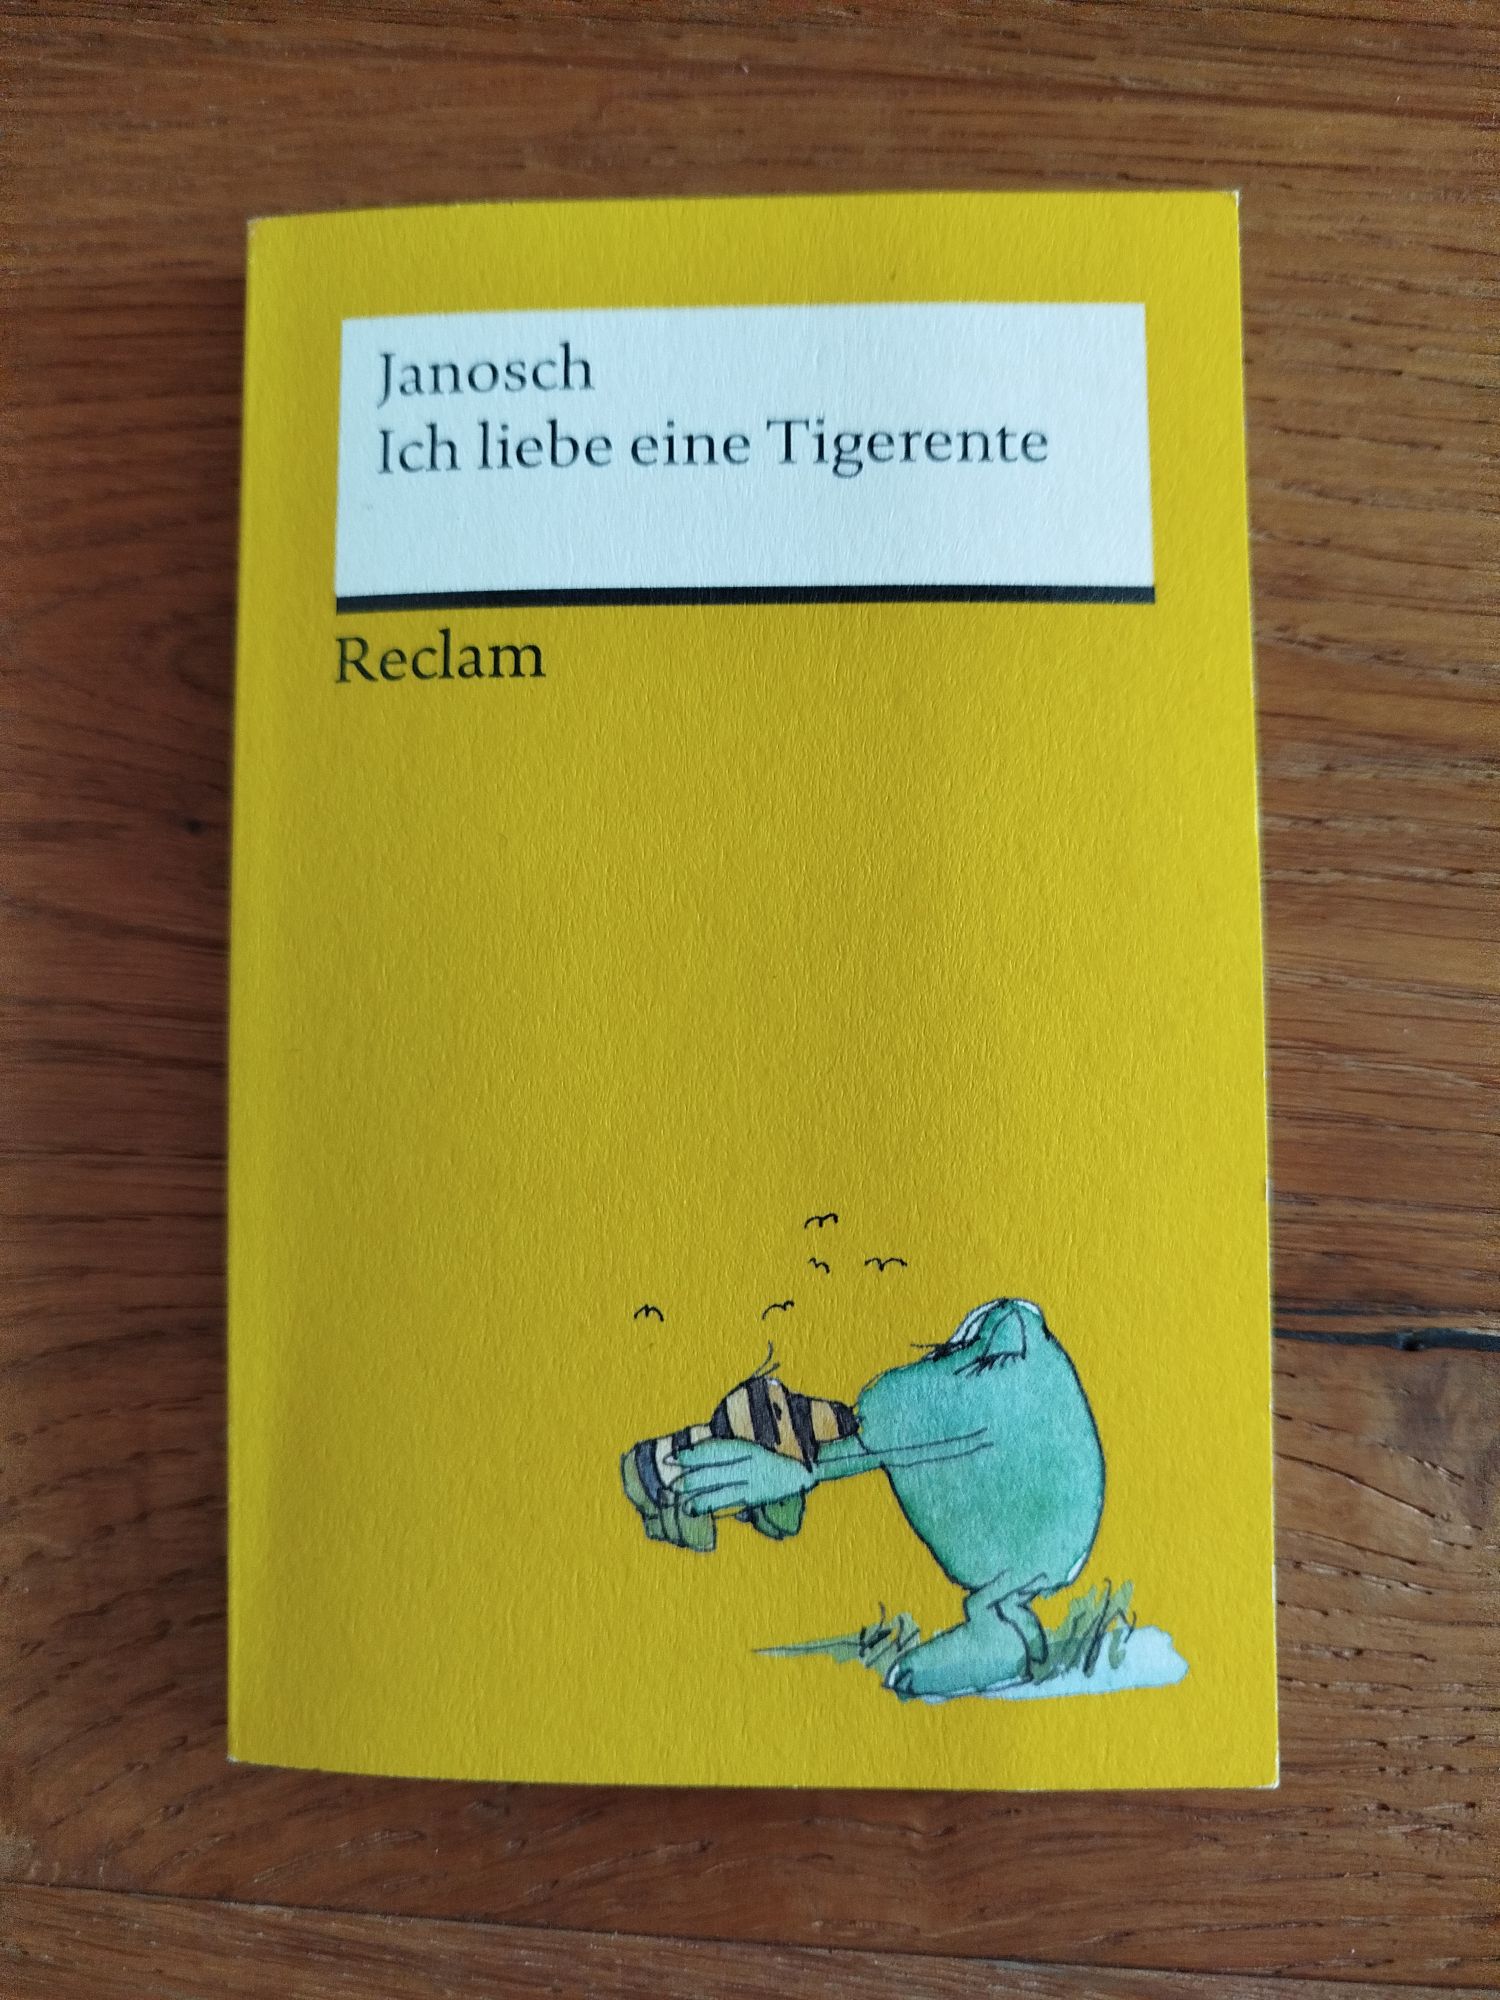 Janosch
Ich liebe eine Tigerente
Reclam